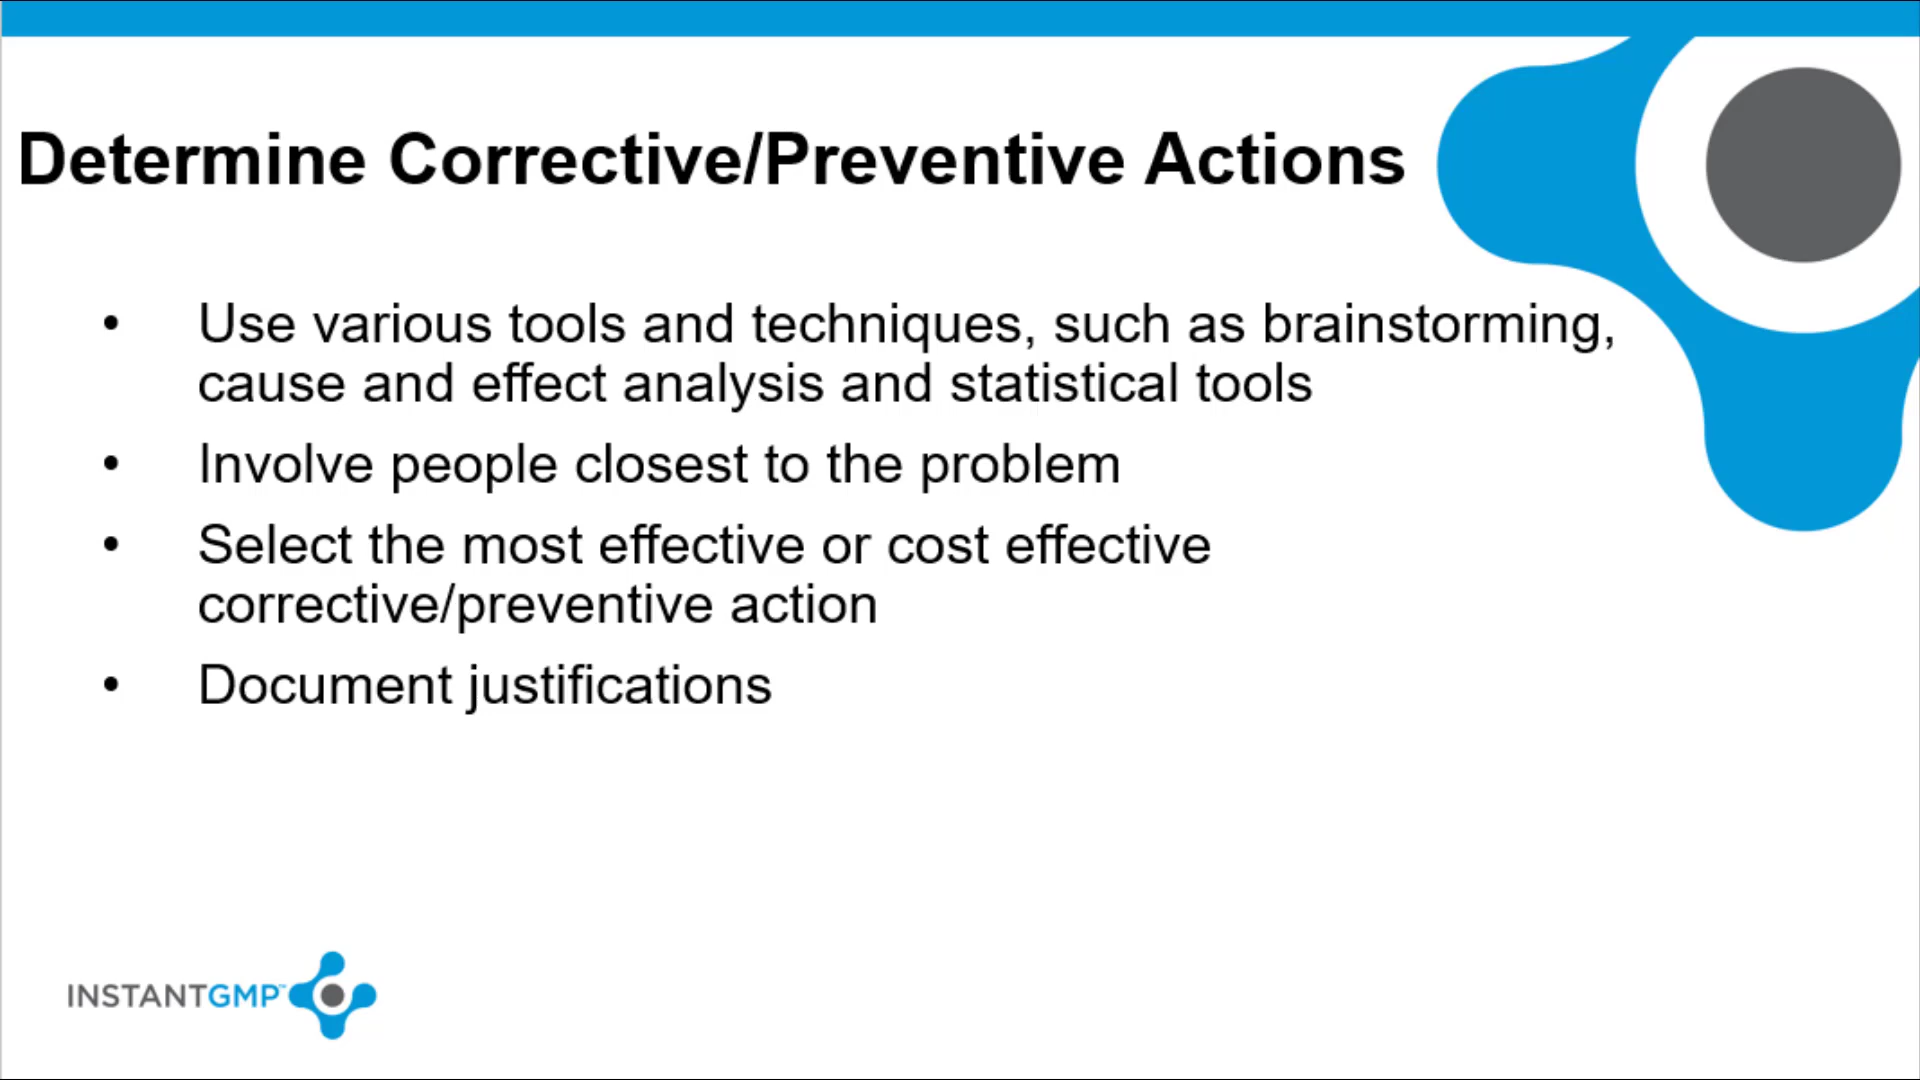 Determine Corrective/Preventive Actions
• Use various tools and techniques, such as brainstorming,
cause and effect analysis and statistical tools
• Involve people closest to the problem
• Select the most effective or cost effective
corrective/preventive action
• Document justifications
INSTANTGMP™